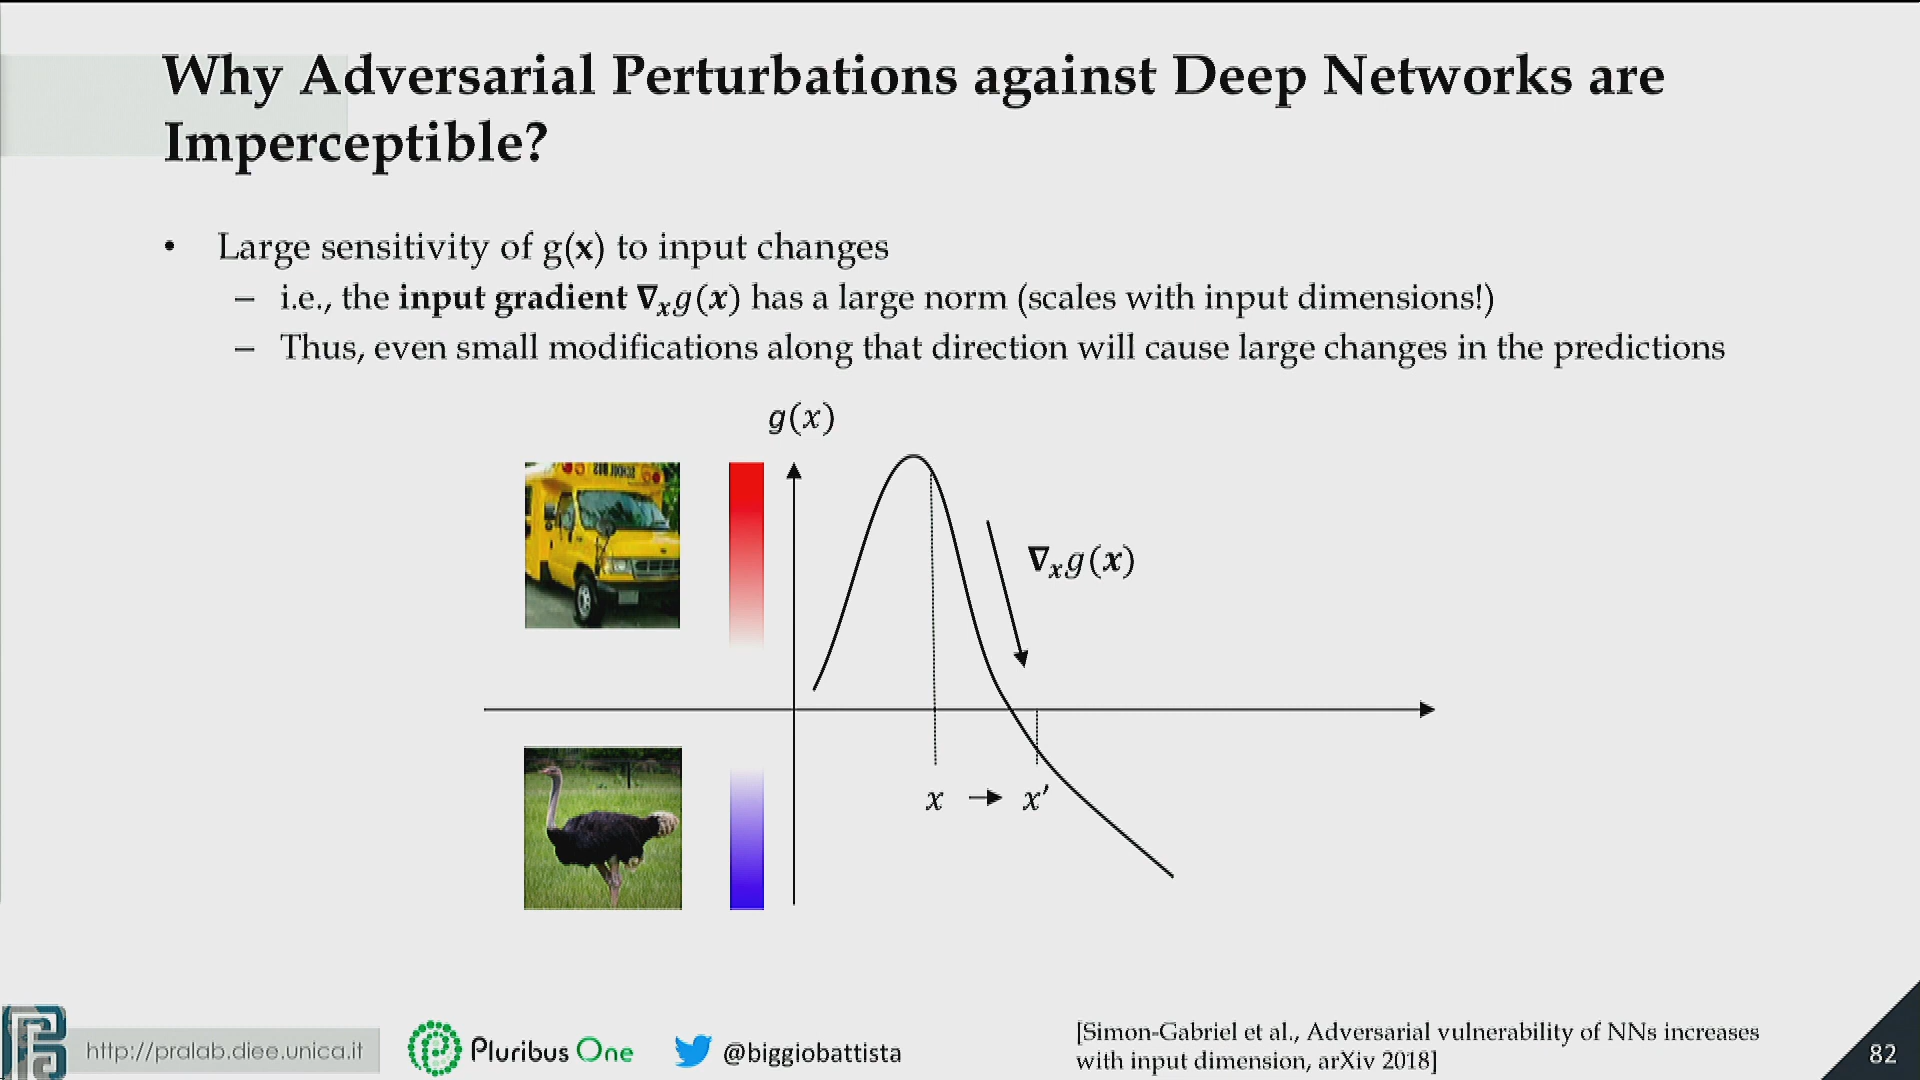 Why Adversarial Perturbations against Deep Networks are
Imperceptible?
• Large sensitivity of g(x) to input changes
– i.e., the input gradient ∇ₓg(x) has a large norm (scales with input dimensions!)
– Thus, even small modifications along that direction will cause large changes in the predictions
g(x)
SCHOOL BUS
∇ₓg(x)
x → x′
http://pralab.diee.unica.it
Pluribus One
@biggiobattista
[Simon-Gabriel et al., Adversarial vulnerability of NNs increases
with input dimension, arXiv 2018]
82